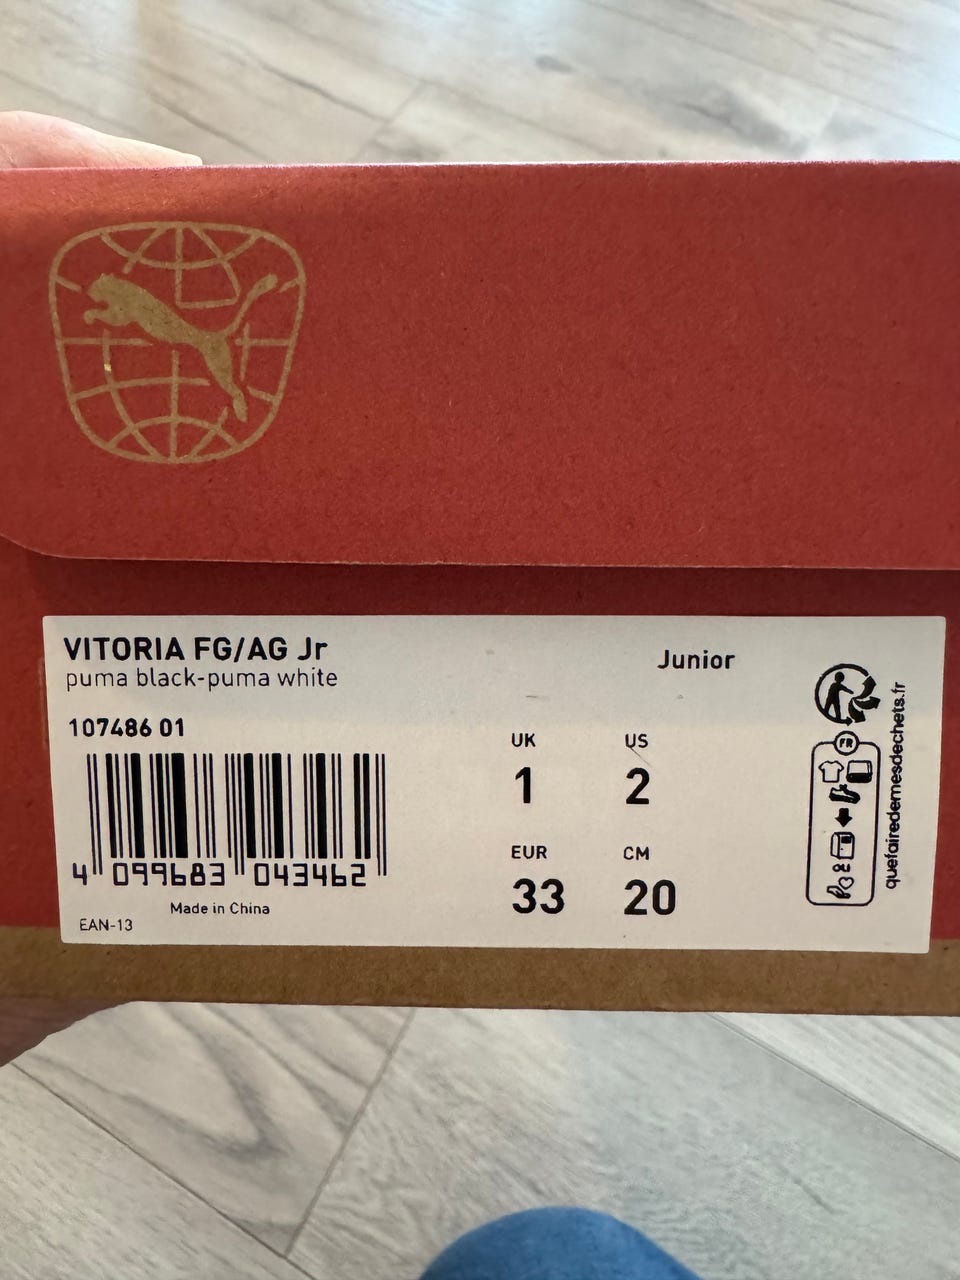 VITORIA FG/AG Jr
puma black-puma white
Junior
107486 01
UK
US
1
2
EUR
CM
33
20
4 099683 043462
Made in China
EAN-13
FR
quefairedemesdechets.fr